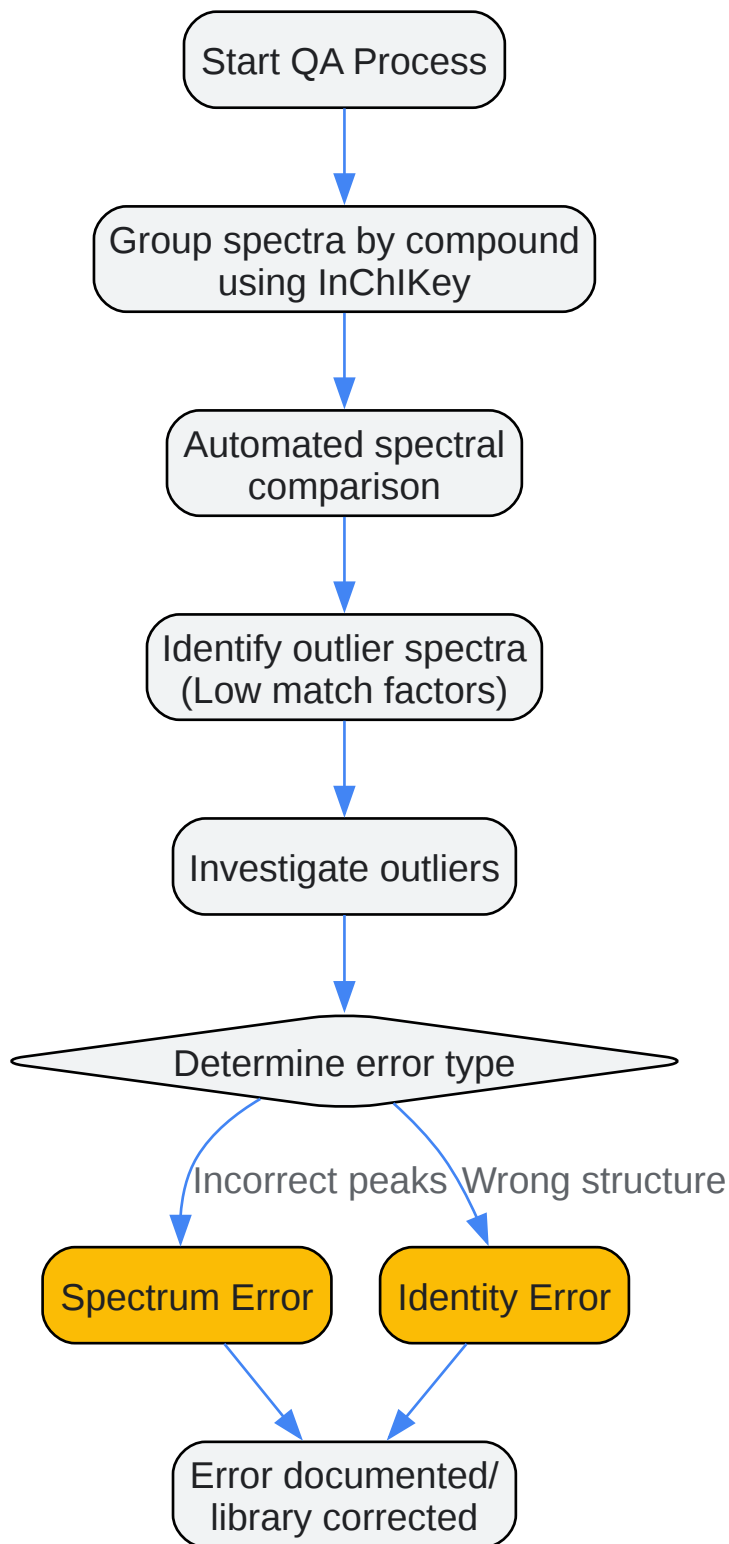 Start QA Process
Group spectra by compound
using InChIKey
Automated spectral
comparison
Identify outlier spectra
(Low match factors)
Investigate outliers
Determine error type
Incorrect peaks
Wrong structure
Spectrum Error
Identity Error
Error documented/
library corrected